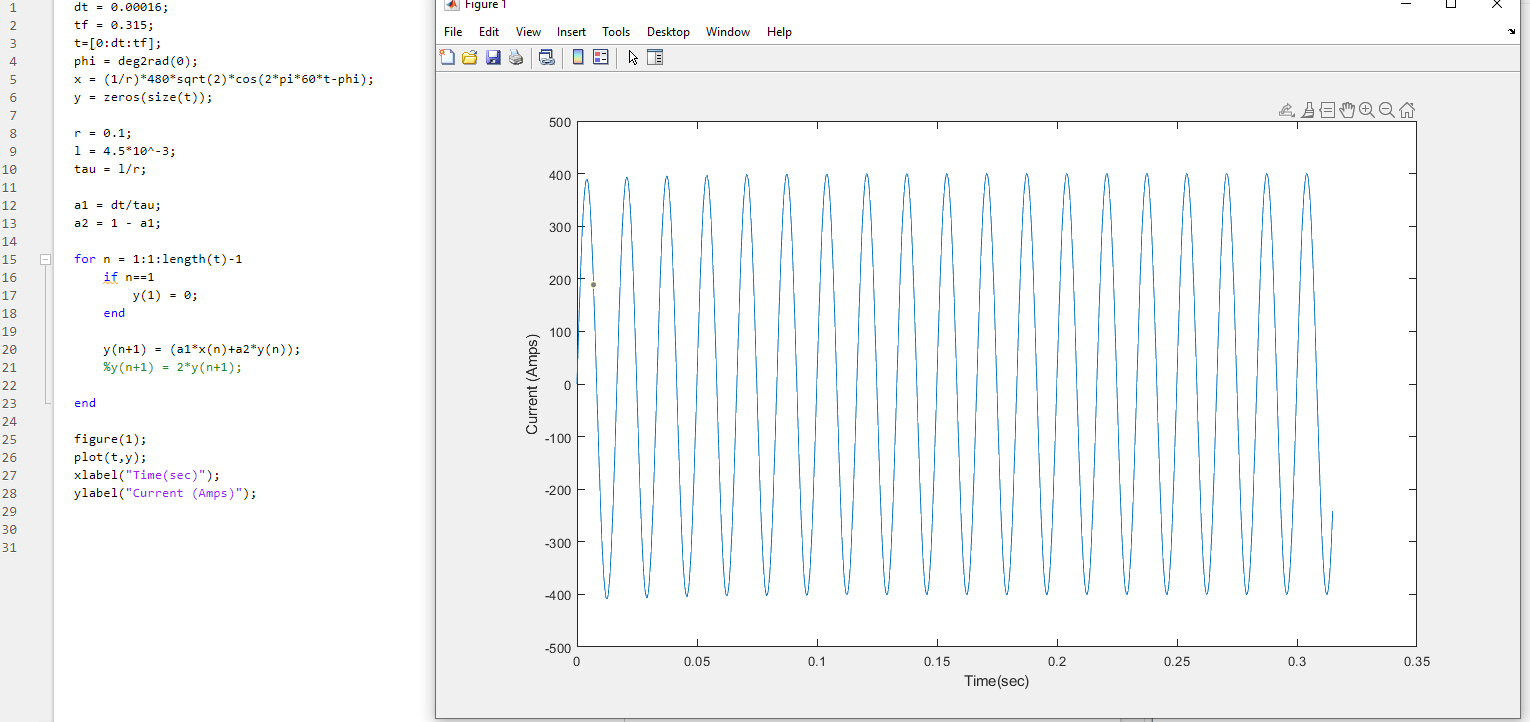 1 dt = 0.00016;
2 tf = 0.315;
3 t=[0:dt:tf];
4 phi = deg2rad(0);
5 x = (1/r)*480*sqrt(2)*cos(2*pi*60*t-phi);
6 y = zeros(size(t));
7
8 r = 0.1;
9 l = 4.5*10^-3;
10 tau = l/r;
11
12 a1 = dt/tau;
13 a2 = 1 - a1;
14
15 for n = 1:1:length(t)-1
16 if n==1
17 y(1) = 0;
18 end
19
20 y(n+1) = (a1*x(n)+a2*y(n));
21 %y(n+1) = 2*y(n+1);
22
23 end
24
25 figure(1);
26 plot(t,y);
27 xlabel("Time(sec)");
28 ylabel("Current (Amps)");
29
30
31
Figure 1
File Edit View Insert Tools Desktop Window Help
500
400
300
200
100
0
-100
-200
-300
-400
-500
Current (Amps)
0 0.05 0.1 0.15 0.2 0.25 0.3 0.35
Time(sec)